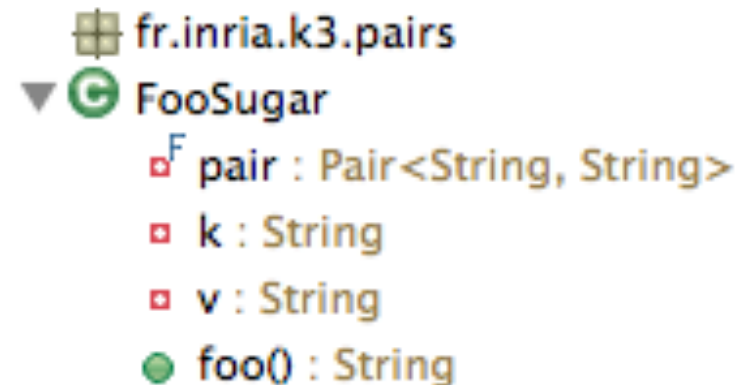 fr.inria.k3.pairs
C FooSugar
F pair : Pair<String, String>
k : String
v : String
foo() : String